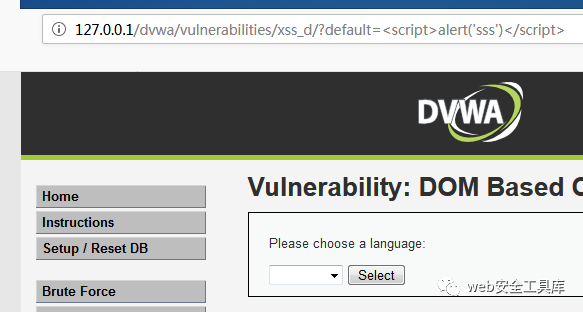 127.0.0.1/dvwa/vulnerabilities/xss_d/?default=<script>alert('sss')</script>
DVWA
Home
Instructions
Setup / Reset DB
Brute Force
Vulnerability: DOM Based
Please choose a language:
Select
web安全工具库